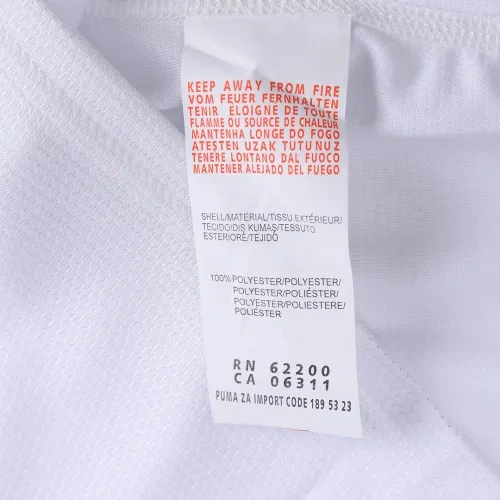 KEEP AWAY FROM FIRE
VOM FEUER FERNHALTEN
TENIR ELOIGNE DE TOUTE
FLAMME OU SOURCE DE CHALEUR
MANTENHA LONGE DO FOGO
ATEŞTEN UZAK TUTUNUZ
TENERE LONTANO DAL FUOCO
MANTENER ALEJADO DEL FUEGO
SHELL/MATERIAL/TISSU EXTÉRIEUR/
TECIDO/DIS KUMAS/TESSUTO
ESTERIORE/TEJIDO
100%POLYESTER/POLYESTER/
POLYESTER/POLIÉSTER/
POLYESTER/POLIESTERE/
POLIÉSTER
RN 62200
CA 06311
PUMA ZA IMPORT CODE 189 53 23